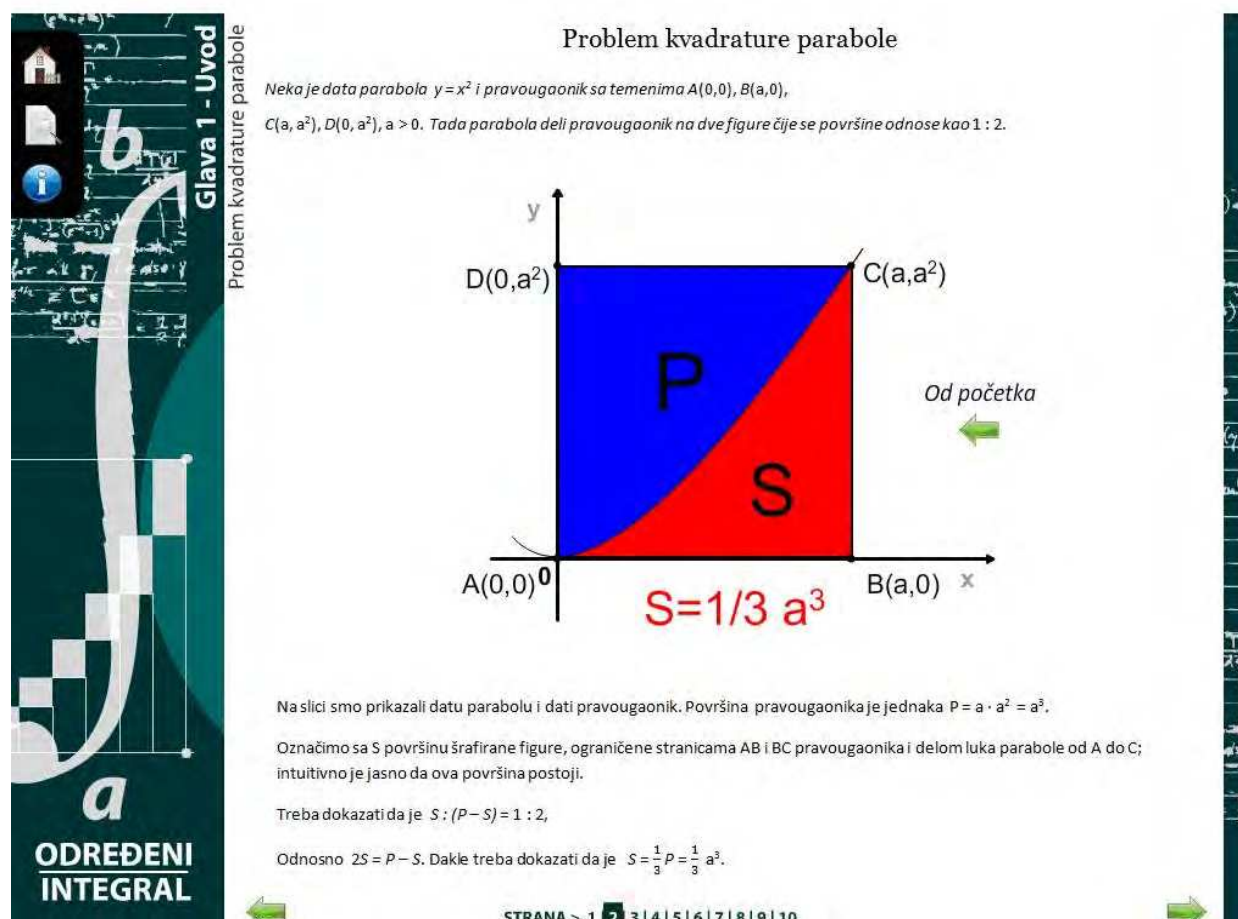 Glava 1 - Uvod
Problem kvadrature parabole
Problem kvadrature parabole
Neka je data parabola y = x² i pravougaonik sa temenima A(0,0), B(a,0),
C(a, a²), D(0, a²), a > 0. Tada parabola deli pravougaonik na dve figure čije se površine odnose kao 1 : 2.
y
D(0,a²)
C(a,a²)
P
Od početka
S
A(0,0)
0
B(a,0)
x
S=1/3 a³
Na slici smo prikazali datu parabolu i dati pravougaonik. Površina pravougaonika je jednaka P = a · a² = a³.
Označimo sa S površinu šrafirane figure, ograničene stranicama AB i BC pravougaonika i delom luka parabole od A do C;
intuitivno je jasno da ova površina postoji.
Treba dokazati da je S : (P – S) = 1 : 2,
Odnosno 2S = P – S. Dakle treba dokazati da je S = 1/3 P = 1/3 a³.
b
a
ODREĐENI
INTEGRAL
STRANA > 1 | 2 | 3 | 4 | 5 | 6 | 7 | 8 | 9 | 10